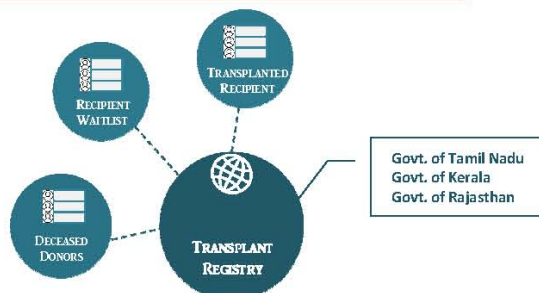 TRANSPLANTED
RECIPIENT
RECIPIENT
WAITLIST
DECEASED
DONORS
TRANSPLANT
REGISTRY
Govt. of Tamil Nadu
Govt. of Kerala
Govt. of Rajasthan